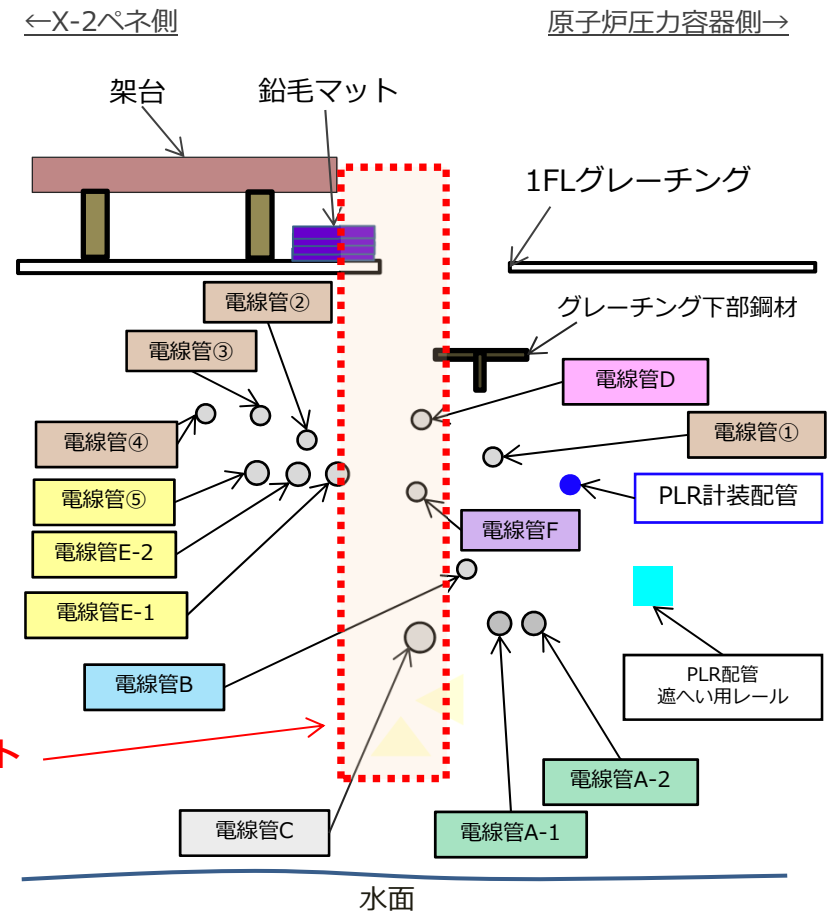 ←X-2ペネ側
原子炉圧力容器側→
架台
鉛毛マット
1FLグレーチング
電線管②
グレーチング下部鋼材
電線管③
電線管D
電線管④
電線管①
電線管⑤
PLR計装配管
電線管F
電線管E-2
電線管E-1
電線管B
PLR配管
遮へい用レール
ト
電線管A-2
電線管C
電線管A-1
水面